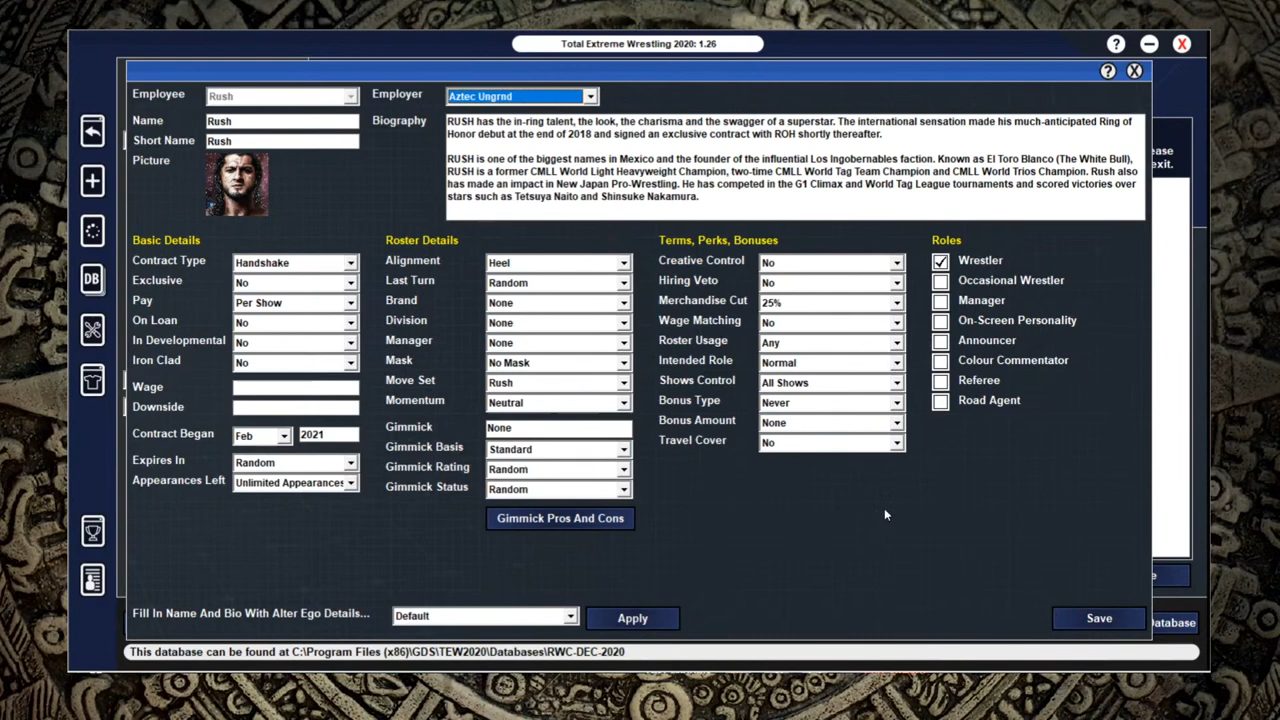 Total Extreme Wrestling 2020: 1.26
? X
? X
Employee Rush
Employer Aztec Ungrnd
Name Rush
Short Name Rush
Picture
Biography
RUSH has the in-ring talent, the look, the charisma and the swagger of a superstar. The international sensation made his much-anticipated Ring of
Honor debut at the end of 2018 and signed an exclusive contract with ROH shortly thereafter.
RUSH is one of the biggest names in Mexico and the founder of the influential Los Ingobernables faction. Known as El Toro Blanco (The White Bull),
RUSH is a former CMLL World Light Heavyweight Champion, two-time CMLL World Tag Team Champion and CMLL World Trios Champion. Rush also
has made an impact in New Japan Pro-Wrestling. He has competed in the G1 Climax and World Tag League tournaments and scored victories over
stars such as Tetsuya Naito and Shinsuke Nakamura.
ease
exit.
DB
Basic Details
Contract Type Handshake
Exclusive No
Pay Per Show
On Loan No
In Developmental No
Iron Clad No
Wage
Downside
Contract Began Feb 2021
Expires In Random
Appearances Left Unlimited Appearances
Roster Details
Alignment Heel
Last Turn Random
Brand None
Division None
Manager None
Mask No Mask
Move Set Rush
Momentum Neutral
Gimmick None
Gimmick Basis Standard
Gimmick Rating Random
Gimmick Status Random
Gimmick Pros And Cons
Terms, Perks, Bonuses
Creative Control No
Hiring Veto No
Merchandise Cut 25%
Wage Matching No
Roster Usage Any
Intended Role Normal
Shows Control All Shows
Bonus Type Never
Bonus Amount None
Travel Cover No
Roles
Wrestler
Occasional Wrestler
Manager
On-Screen Personality
Announcer
Colour Commentator
Referee
Road Agent
e
Fill In Name And Bio With Alter Ego Details... Default Apply Save
Database
This database can be found at C:\Program Files (x86)\GDS\TEW2020\Databases\RWC-DEC-2020